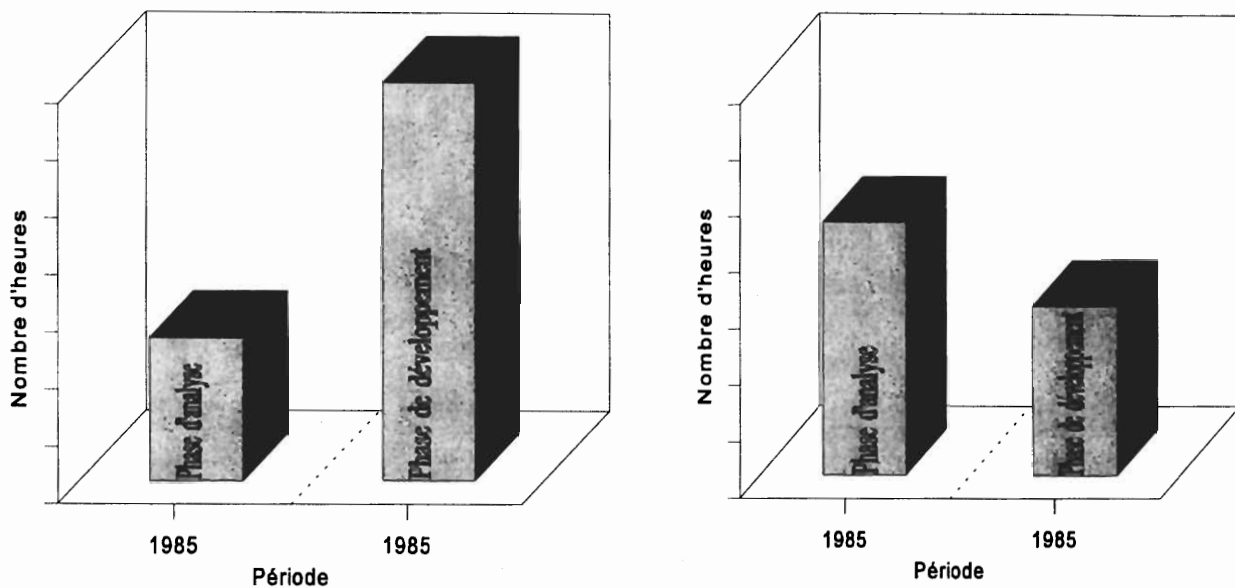 Nombre d'heures
Phase d'analyse
Phase de développement
1985
1985
Période
Nombre d'heures
Phase d'analyse
Phase de développement
1985
1985
Période